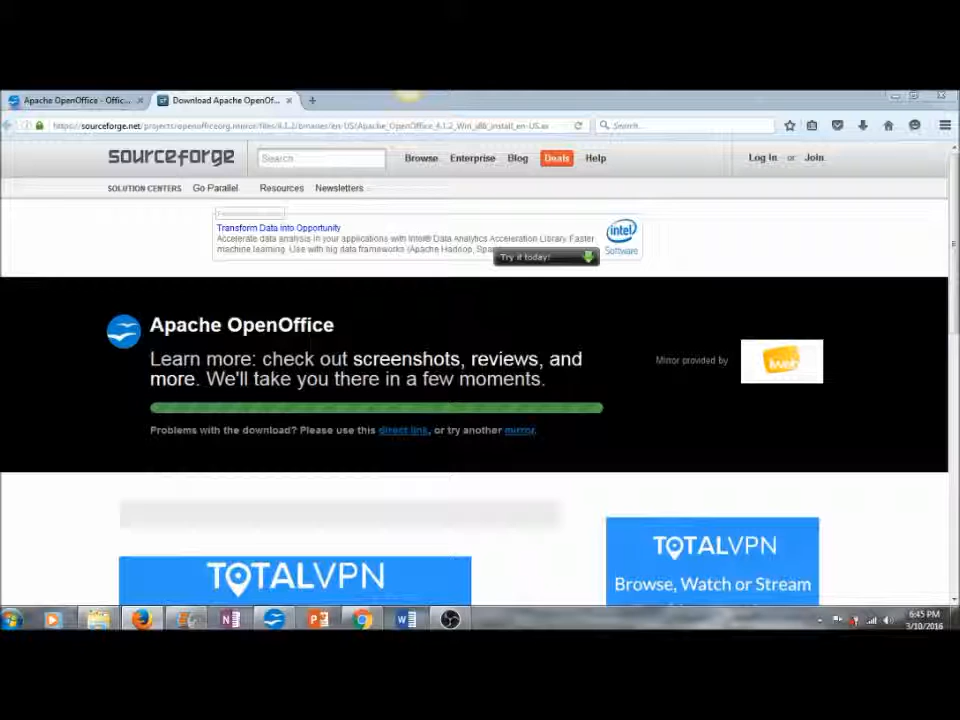 Apache OpenOffice - Offic...
Download Apache OpenOf...
https://sourceforge.net/projects/openofficeorg.mirror/files/4.1.2/binaries/en-US/Apache_OpenOffice_4.1.2_Win_x86_install_en-US.ex
Search...
sourceforge
Search
Browse Enterprise Blog Deals Help
Log In or Join
SOLUTION CENTERS Go Parallel Resources Newsletters
Transform Data into Opportunity
Accelerate data analysis in your applications with Intel® Data Analytics Acceleration Library. Faster
machine learning. Use with big data frameworks (Apache Hadoop, Spa
Try it today!
intel
Software
Apache OpenOffice
Learn more: check out screenshots, reviews, and
more. We'll take you there in a few moments.
Mirror provided by
iweb
Problems with the download? Please use this direct link, or try another mirror.
TOTALVPN
TOTALVPN
Browse, Watch or Stream
6:45 PM
3/10/2016